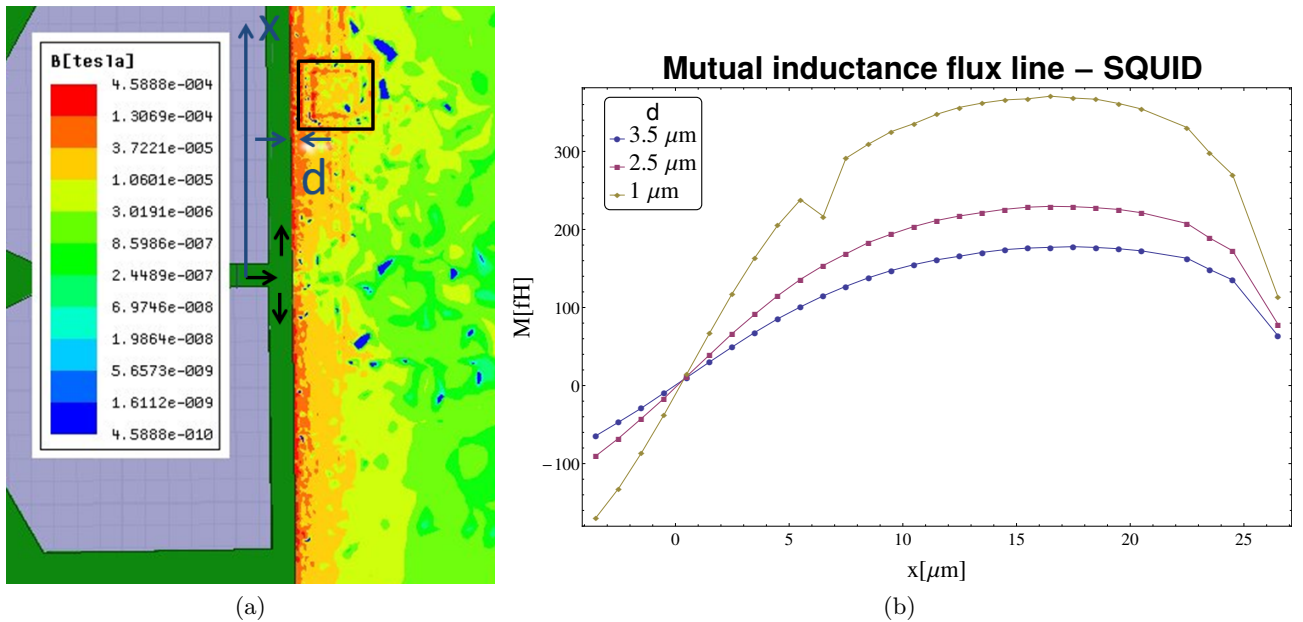 B[tesla]
4.5888e-004
1.3069e-004
3.7221e-005
1.0601e-005
3.0191e-006
8.5986e-007
2.4489e-007
6.9746e-008
1.9864e-008
5.6573e-009
1.6112e-009
4.5888e-010
x
d
(a)
Mutual inductance flux line – SQUID
d
3.5 μm
2.5 μm
1 μm
M[fH]
300
200
100
0
−100
0 5 10 15 20 25
x[μm]
(b)